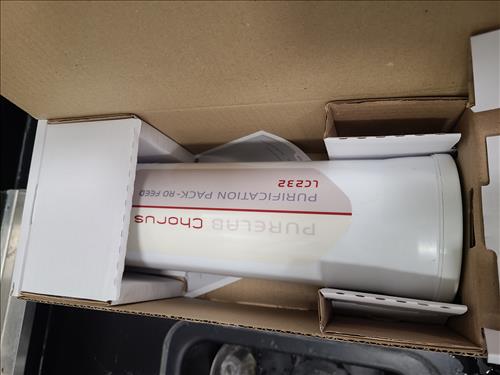 PURELAB Chorus
PURIFICATION PACK-RO FEED
LC232